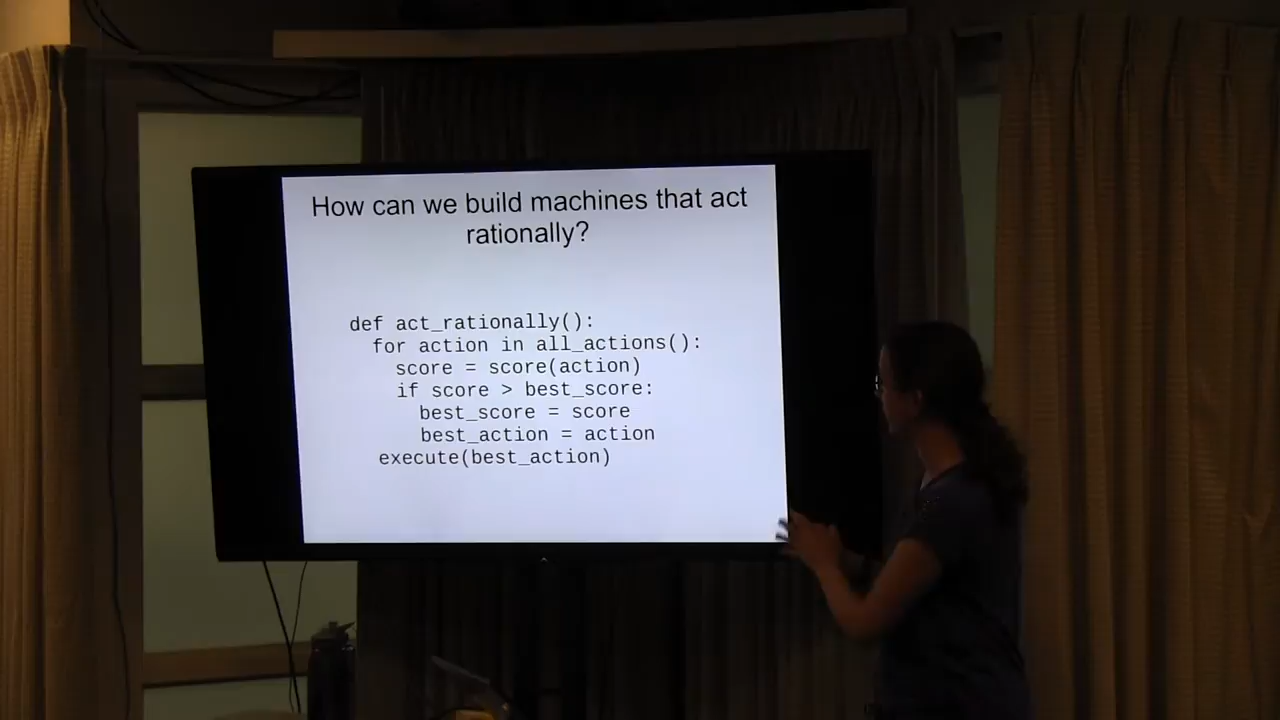 How can we build machines that act
rationally?
def act_rationally():
for action in all_actions():
score = score(action)
if score > best_score:
best_score = score
best_action = action
execute(best_action)